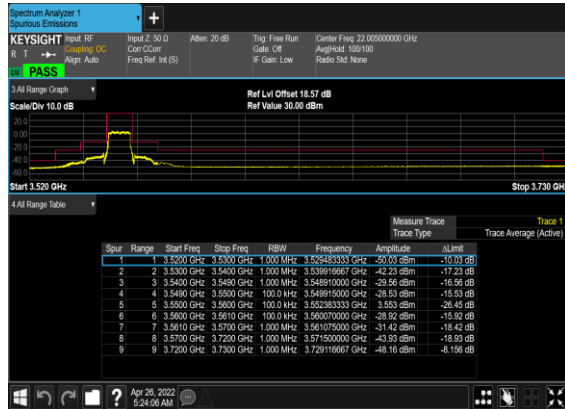 Spectrum Analyzer 1
Spurious Emissions
+
KEYSIGHT Input: RF Input Z: 50 Ω Atten: 20 dB Trig: Free Run Center Freq: 22.005000000 GHz
R T Coupling: DC Corr CCorr Gate: Off Avg|Hold: 100/100
Align: Auto Freq Ref: Int (S) IF Gain: Low Radio Std: None
PASS
3 All Range Graph Ref Lvl Offset 18.57 dB
Scale/Div 10.0 dB Ref Value 30.00 dBm
20.0
0.00
-20.0
-40.0
-60.0
Start 3.520 GHz Stop 3.730 GH
4 All Range Table
Measure Trace Trace 1
Trace Type Trace Average (Active)
Spur Range Start Freq Stop Freq RBW Frequency Amplitude ΔLimit
1 1 3.5200 GHz 3.5300 GHz 1.000 MHz 3.529483333 GHz -50.03 dBm -10.03 dB
2 2 3.5300 GHz 3.5400 GHz 1.000 MHz 3.539916667 GHz -42.23 dBm -17.23 dB
3 3 3.5400 GHz 3.5490 GHz 1.000 MHz 3.548910000 GHz -29.56 dBm -16.56 dB
4 4 3.5490 GHz 3.5500 GHz 100.0 kHz 3.549915000 GHz -28.53 dBm -15.53 dB
5 5 3.5500 GHz 3.5600 GHz 100.0 kHz 3.552383333 GHz 3.553 dBm -26.45 dB
6 6 3.5600 GHz 3.5610 GHz 100.0 kHz 3.560070000 GHz -28.92 dBm -15.92 dB
7 7 3.5610 GHz 3.5700 GHz 1.000 MHz 3.561075000 GHz -31.42 dBm -18.42 dB
8 8 3.5700 GHz 3.7200 GHz 1.000 MHz 3.571500000 GHz -43.93 dBm -18.93 dB
9 9 3.7200 GHz 3.7300 GHz 1.000 MHz 3.729116667 GHz -48.16 dBm -8.156 dB
? Apr 26, 2022
5:24:06 AM